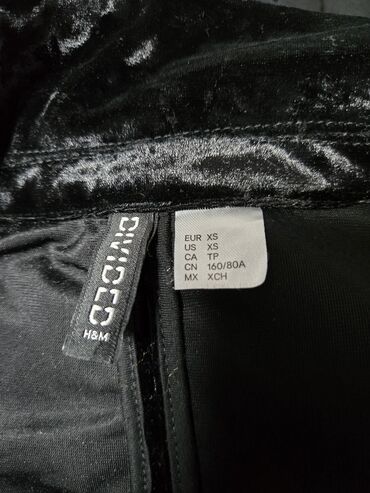 DIVIDED
H&M
EUR XS
US XS
CA TP
CN 160/80A
MX XCH